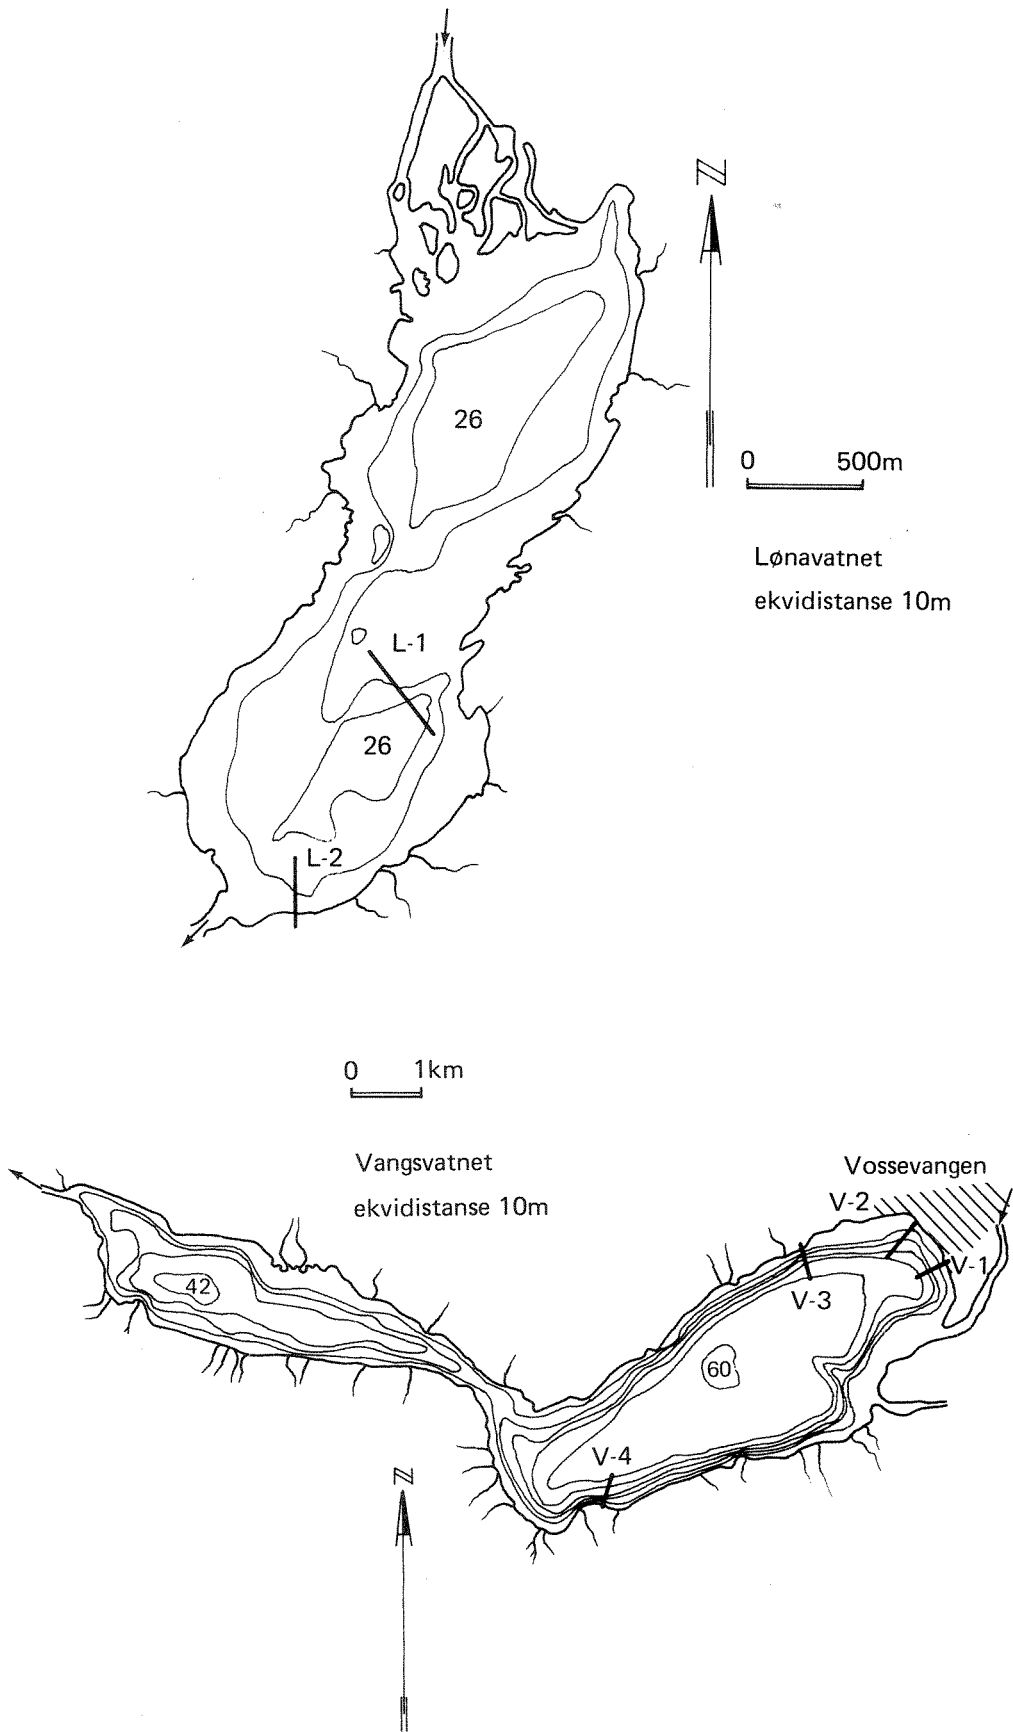 N
26
0 500m
Lønavatnet
ekvidistanse 10m
L-1
26
L-2
0 1km
Vangsvatnet
ekvidistanse 10m
Vossevangen
V-2
V-1
42
V-3
60
V-4
N